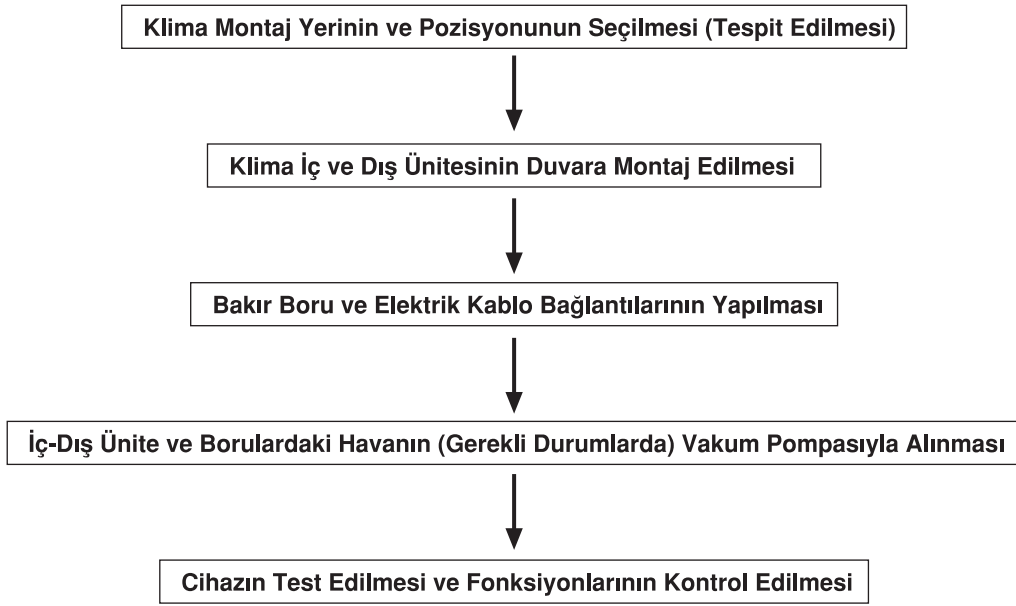 Klima Montaj Yerinin ve Pozisyonunun Seçilmesi (Tespit Edilmesi)
Klima İç ve Dış Ünitesinin Duvara Montaj Edilmesi
Bakır Boru ve Elektrik Kablo Bağlantılarının Yapılması
İç-Dış Ünite ve Borulardaki Havanın (Gerekli Durumlarda) Vakum Pompasıyla Alınması
Cihazın Test Edilmesi ve Fonksiyonlarının Kontrol Edilmesi